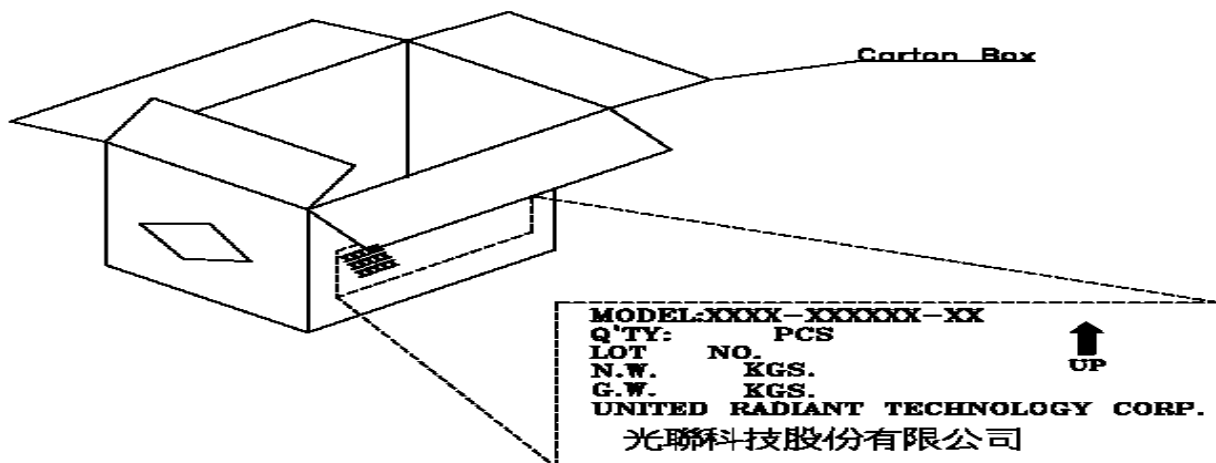 Carton Box
MODEL:XXXX-XXXXXX-XX
Q'TY: PCS
LOT NO.
N.W. KGS.
G.W. KGS.
UP
UNITED RADIANT TECHNOLOGY CORP.
光聯科技股份有限公司